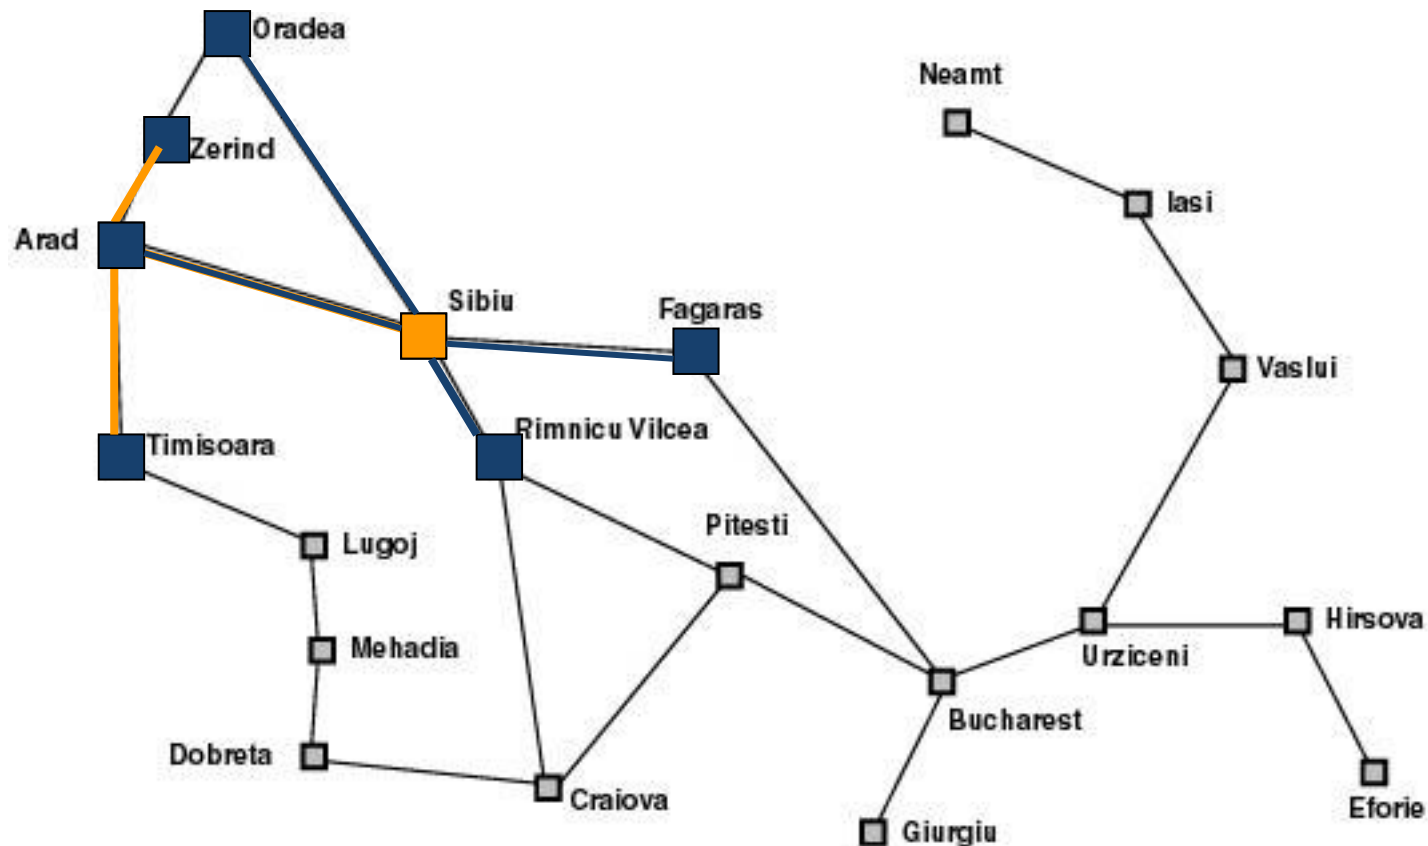 Oradea
Neamt
Zerind
Iasi
Arad
Sibiu
Fagaras
Vaslui
Rimnicu Vilcea
Timisoara
Pitesti
Lugoj
Hirsova
Mehadia
Urziceni
Bucharest
Dobreta
Craiova
Eforie
Giurgiu